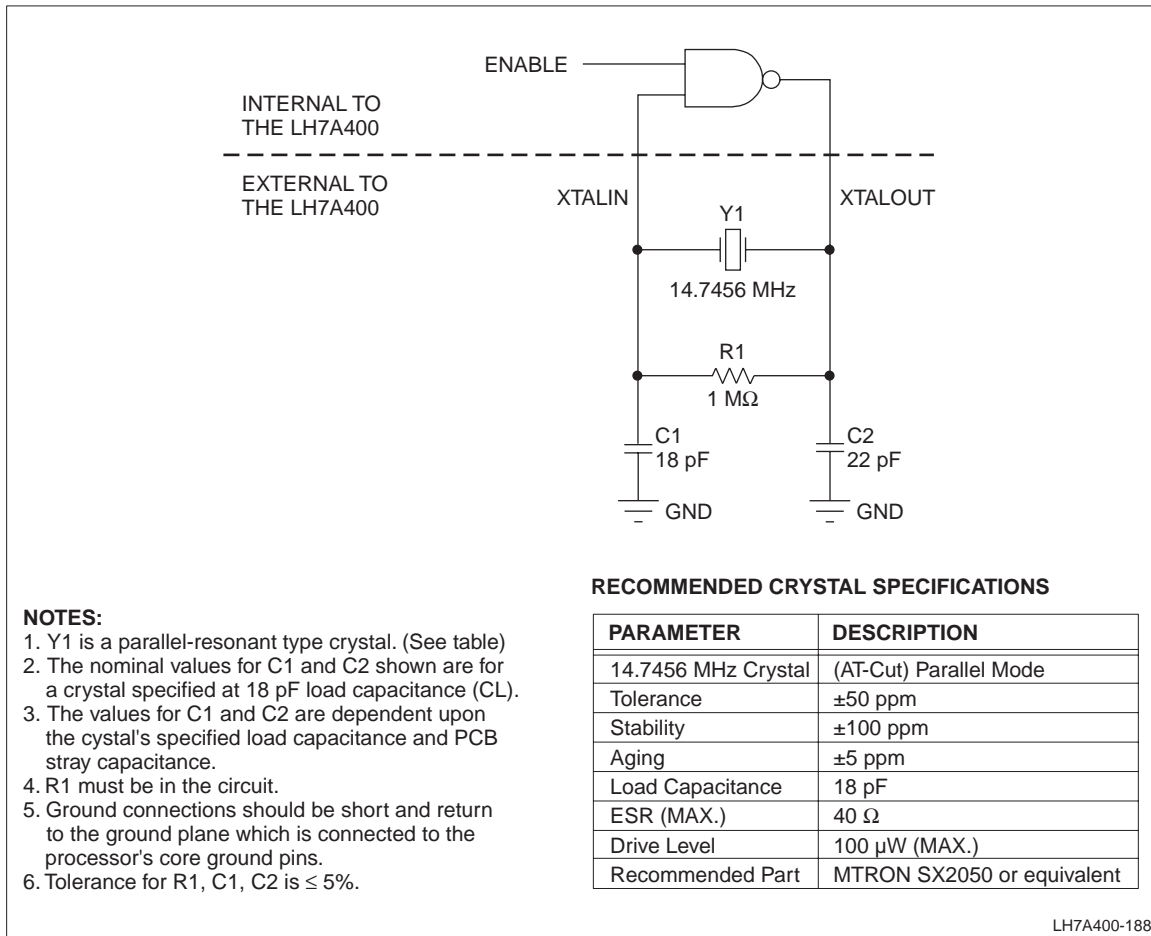 ENABLE
INTERNAL TO
THE LH7A400
EXTERNAL TO
THE LH7A400
XTALIN
XTALOUT
Y1
14.7456 MHz
R1
1 MΩ
C1
18 pF
C2
22 pF
GND
GND
NOTES:
1. Y1 is a parallel-resonant type crystal. (See table)
2. The nominal values for C1 and C2 shown are for
a crystal specified at 18 pF load capacitance (CL).
3. The values for C1 and C2 are dependent upon
the cystal's specified load capacitance and PCB
stray capacitance.
4. R1 must be in the circuit.
5. Ground connections should be short and return
to the ground plane which is connected to the
processor's core ground pins.
6. Tolerance for R1, C1, C2 is ≤ 5%.
RECOMMENDED CRYSTAL SPECIFICATIONS
PARAMETER DESCRIPTION
14.7456 MHz Crystal (AT-Cut) Parallel Mode
Tolerance ±50 ppm
Stability ±100 ppm
Aging ±5 ppm
Load Capacitance 18 pF
ESR (MAX.) 40 Ω
Drive Level 100 µW (MAX.)
Recommended Part MTRON SX2050 or equivalent
LH7A400-188